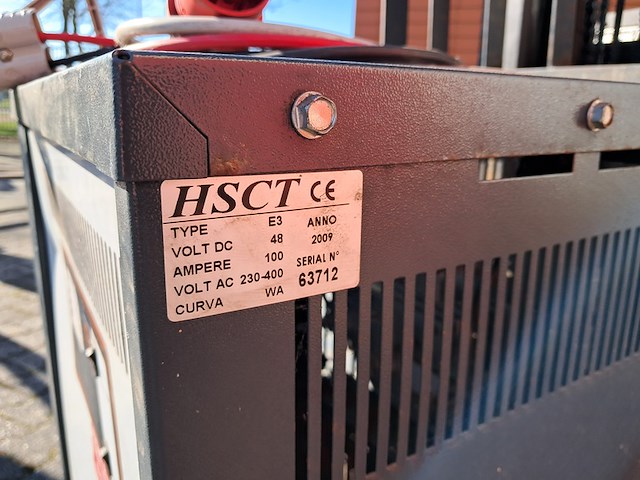 HSCT CE
TYPE E3 ANNO
VOLT DC 48 2009
AMPERE 100 SERIAL N°
VOLT AC 230-400 63712
CURVA WA